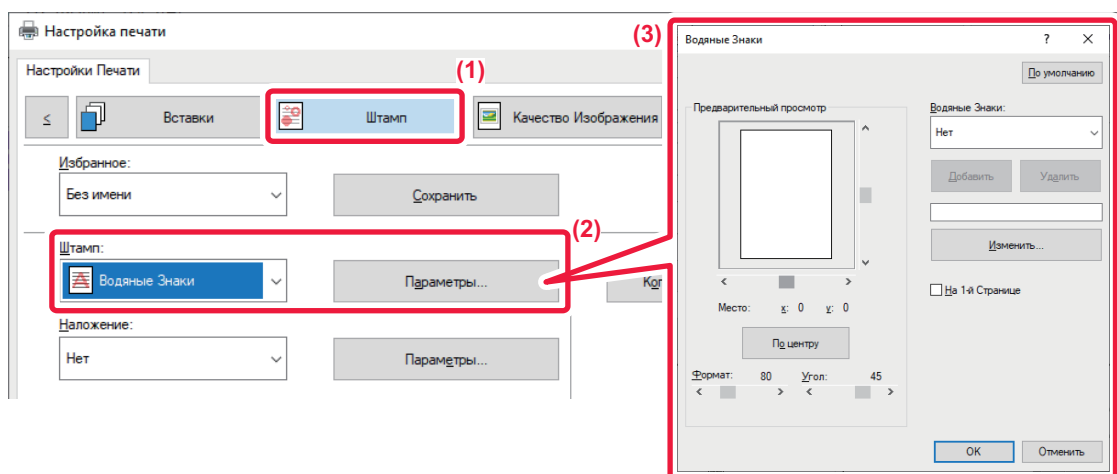 Настройка печати
(3)
Настройки Печати
(1)
<
Вставки
Штамп
Качество Изображения
Избранное:
Без имени
Сохранить
(2)
Штамп:
Водяные Знаки
Параметры...
Ког
Наложение:
Нет
Параметры...
Водяные Знаки
? X
По умолчанию
Предварительный просмотр
Водяные Знаки:
Нет
Добавить
Удалить
Изменить...
На 1-й Странице
Место: x: 0 y: 0
По центру
Формат: 80 Угол: 45
OK
Отменить